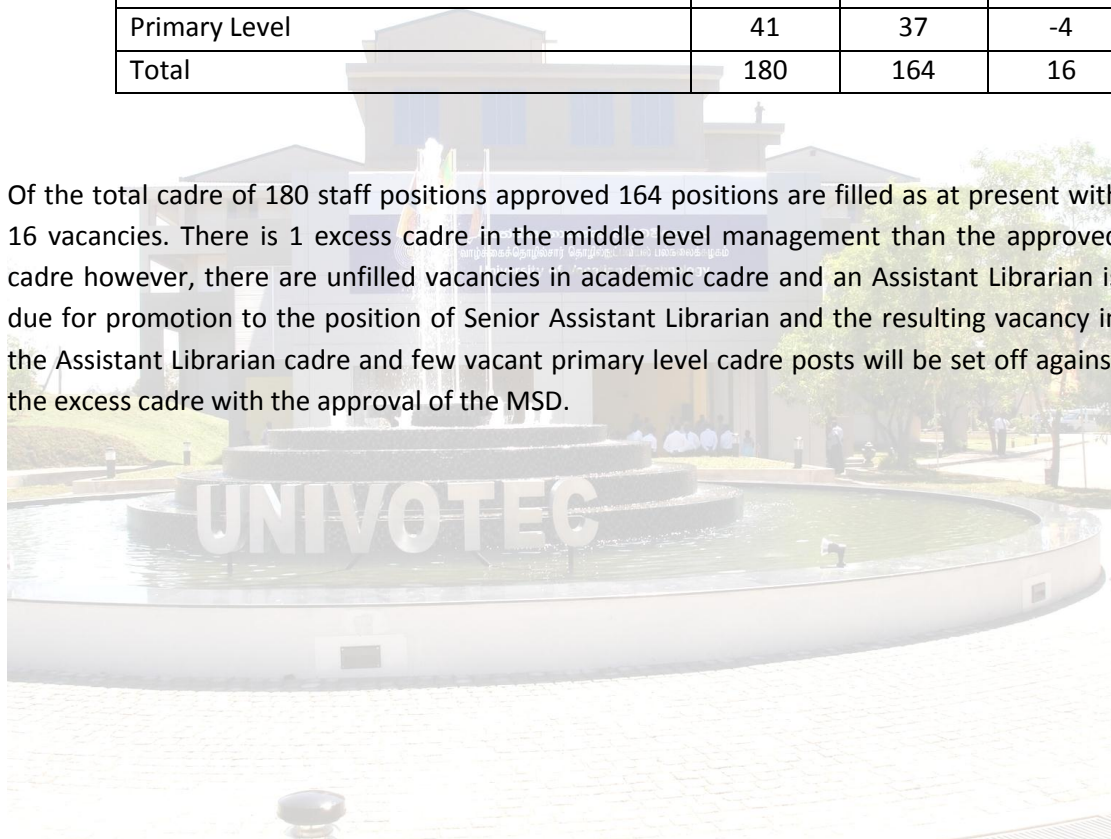 Primary Level 41 37 -4
Total 180 164 16
Of the total cadre of 180 staff positions approved 164 positions are filled as at present with
16 vacancies. There is 1 excess cadre in the middle level management than the approved
cadre however, there are unfilled vacancies in academic cadre and an Assistant Librarian is
due for promotion to the position of Senior Assistant Librarian and the resulting vacancy in
the Assistant Librarian cadre and few vacant primary level cadre posts will be set off against
the excess cadre with the approval of the MSD.
UNIVOTEC